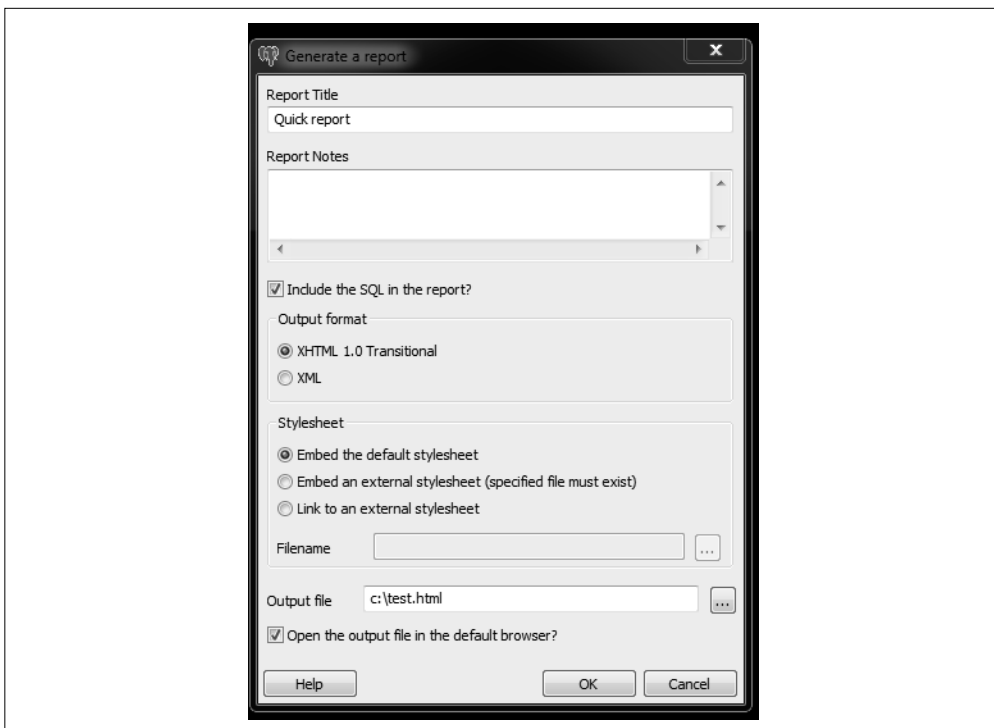 Generate a report
X
Report Title
Quick report
Report Notes
Include the SQL in the report?
Output format
XHTML 1.0 Transitional
XML
Stylesheet
Embed the default stylesheet
Embed an external stylesheet (specified file must exist)
Link to an external stylesheet
Filename ...
Output file c:\test.html ...
Open the output file in the default browser?
Help OK Cancel